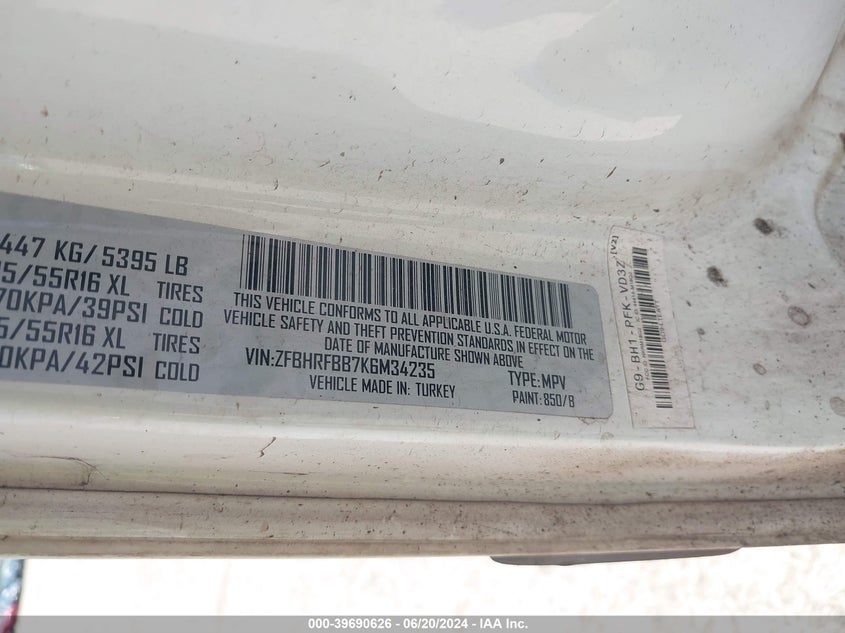 447 KG/ 5395 LB
5/55R16 XL TIRES
70KPA/39PSI COLD
5/55R16 XL TIRES
0KPA/42PSI COLD
THIS VEHICLE CONFORMS TO ALL APPLICABLE U.S.A. FEDERAL MOTOR
VEHICLE SAFETY AND THEFT PREVENTION STANDARDS IN EFFECT ON THE
DATE OF MANUFACTURE SHOWN ABOVE
VIN:ZFBHRFBB7K6M34235 TYPE:MPV
VEHICLE MADE IN: TURKEY PAINT: 850/B
G9-BH1-PFK-VD3Z
(V2)
000-39690626 - 06/20/2024 - IAA Inc.